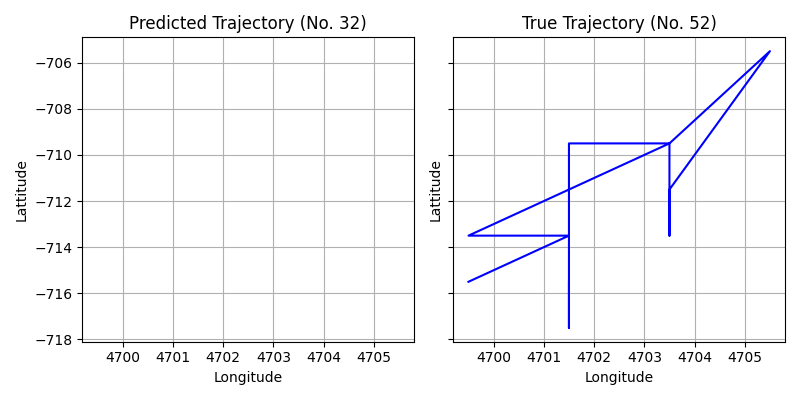 Predicted Trajectory (No. 32)
True Trajectory (No. 52)
−706
−708
−710
−712
−714
−716
−718
Lattitude
Lattitude
4700 4701 4702 4703 4704 4705
4700 4701 4702 4703 4704 4705
Longitude
Longitude